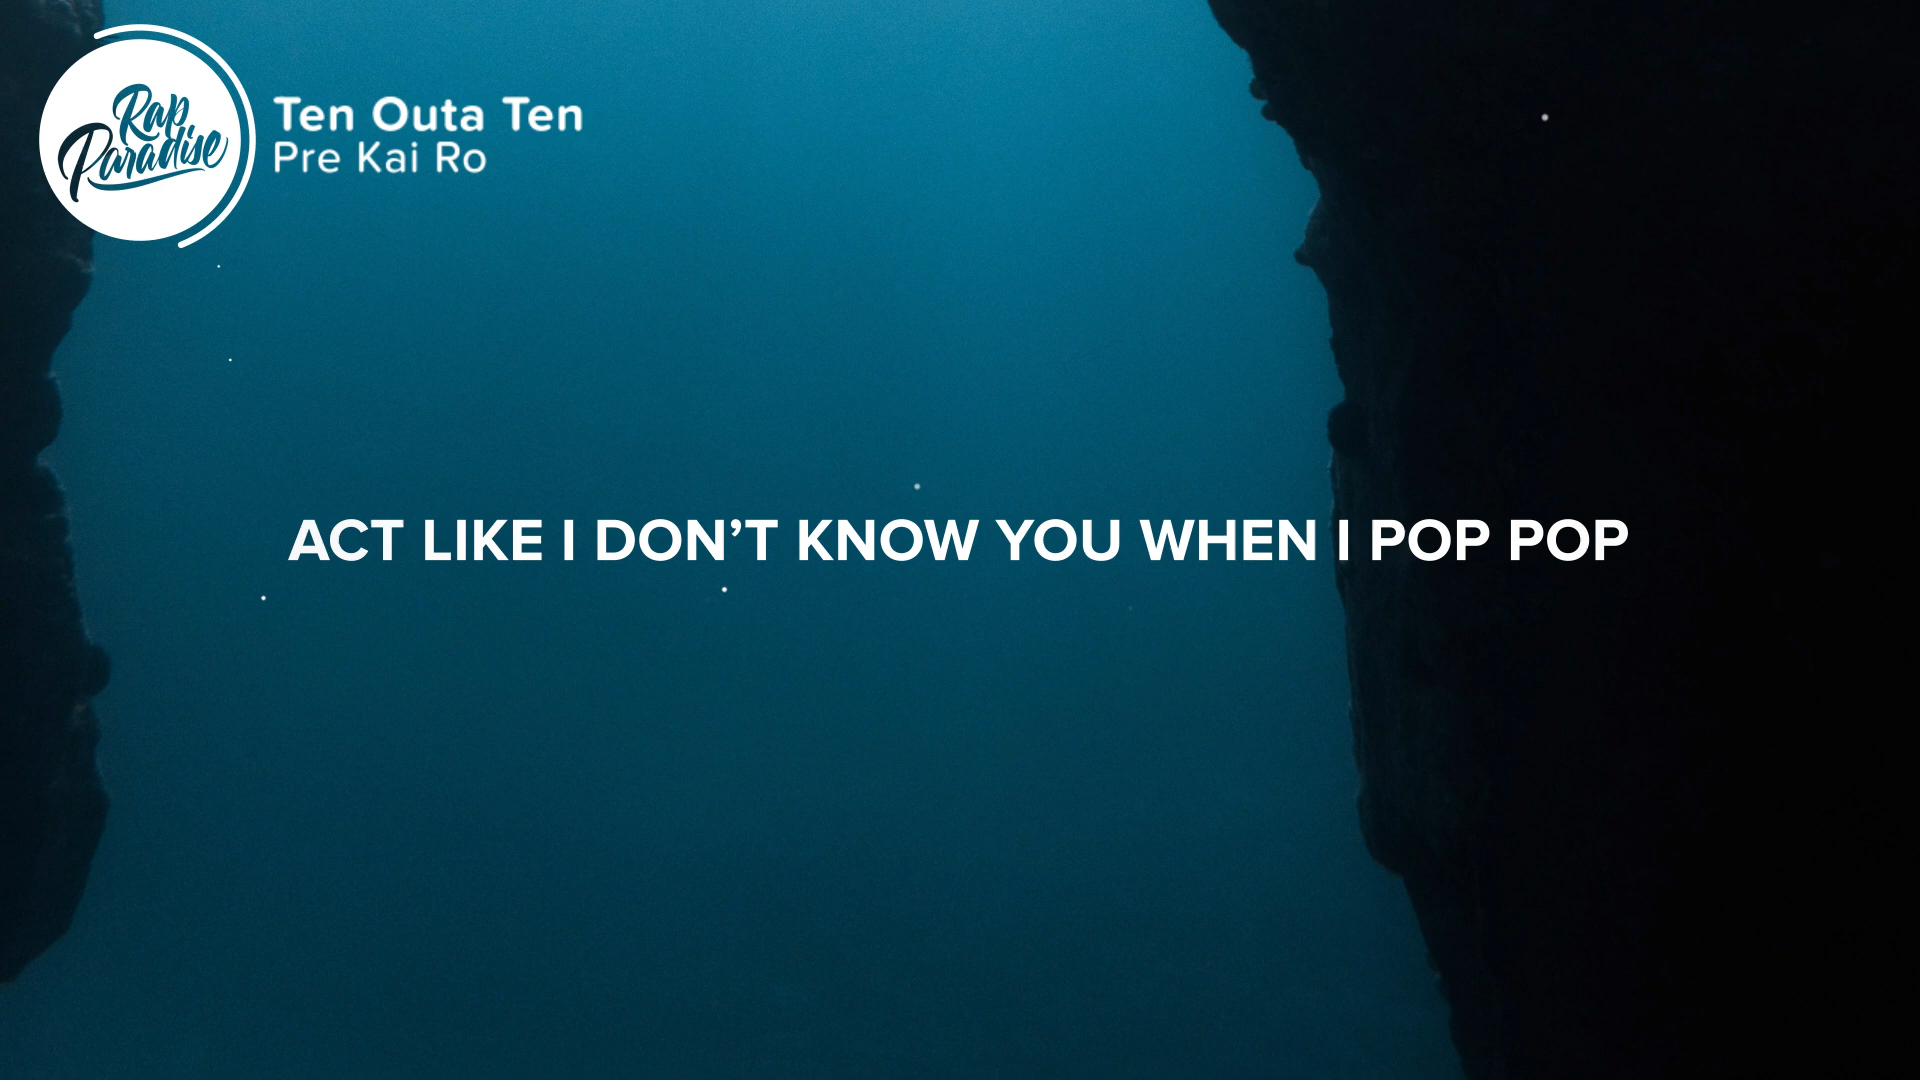 Rap
Paradise
Ten Outa Ten
Pre Kai Ro
ACT LIKE I DON’T KNOW YOU WHEN I POP POP